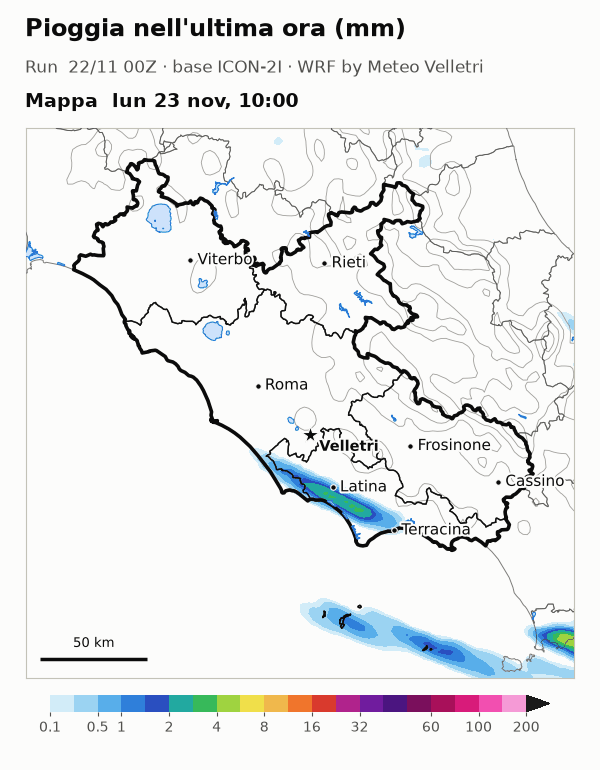 Pioggia nell'ultima ora (mm)
Run 22/11 00Z · base ICON-2I · WRF by Meteo Velletri
Mappa lun 23 nov, 10:00
Viterbo
Rieti
Roma
Velletri
Frosinone
Latina
Cassino
Terracina
50 km
0.1 0.5 1 2 4 8 16 32 60 100 200